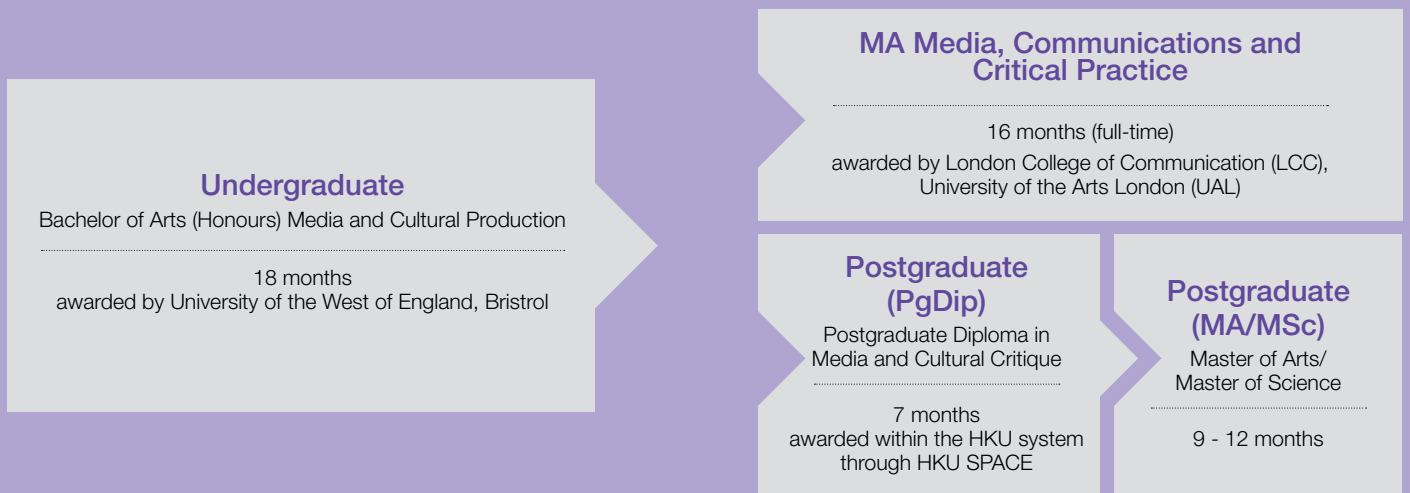 Undergraduate
Bachelor of Arts (Honours) Media and Cultural Production
18 months
awarded by University of the West of England, Bristrol
MA Media, Communications and
Critical Practice
16 months (full-time)
awarded by London College of Communication (LCC),
University of the Arts London (UAL)
Postgraduate
(PgDip)
Postgraduate Diploma in
Media and Cultural Critique
7 months
awarded within the HKU system
through HKU SPACE
Postgraduate
(MA/MSc)
Master of Arts/
Master of Science
9 - 12 months